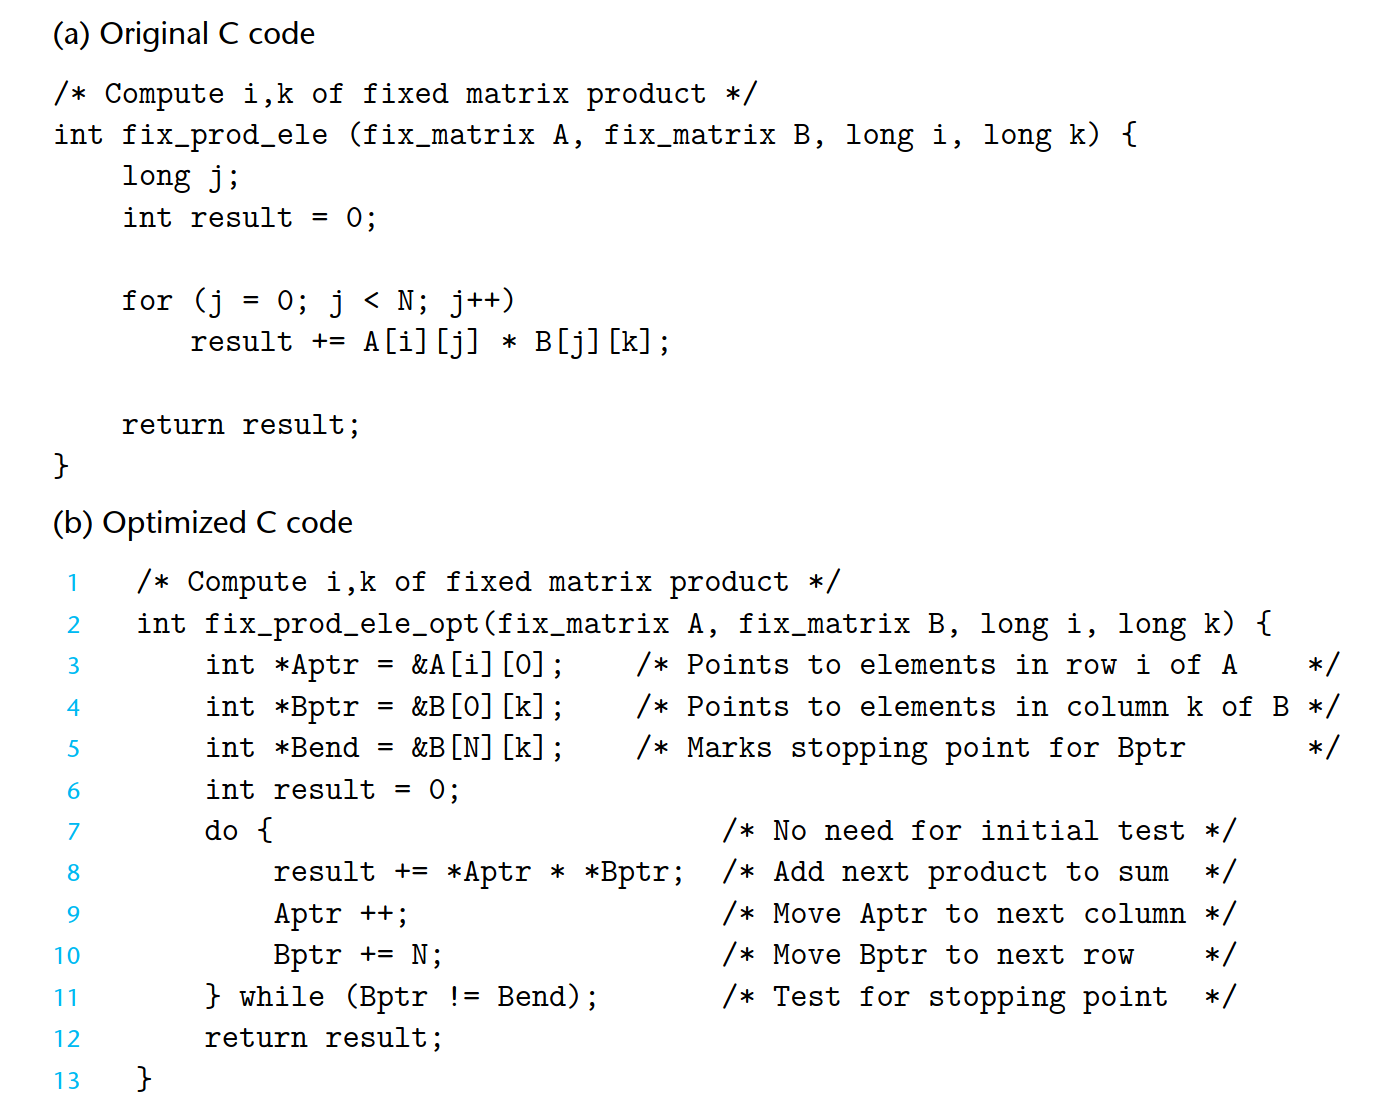 (a) Original C code
/* Compute i,k of fixed matrix product */
int fix_prod_ele (fix_matrix A, fix_matrix B, long i, long k) {
    long j;
    int result = 0;

    for (j = 0; j < N; j++)
        result += A[i][j] * B[j][k];

    return result;
}
(b) Optimized C code
1    /* Compute i,k of fixed matrix product */
2    int fix_prod_ele_opt(fix_matrix A, fix_matrix B, long i, long k) {
3        int *Aptr = &A[i][0];    /* Points to elements in row i of A    */
4        int *Bptr = &B[0][k];    /* Points to elements in column k of B */
5        int *Bend = &B[N][k];    /* Marks stopping point for Bptr       */
6        int result = 0;
7        do {                          /* No need for initial test */
8            result += *Aptr * *Bptr;  /* Add next product to sum  */
9            Aptr ++;                  /* Move Aptr to next column */
10            Bptr += N;                /* Move Bptr to next row    */
11        } while (Bptr != Bend);       /* Test for stopping point  */
12        return result;
13    }